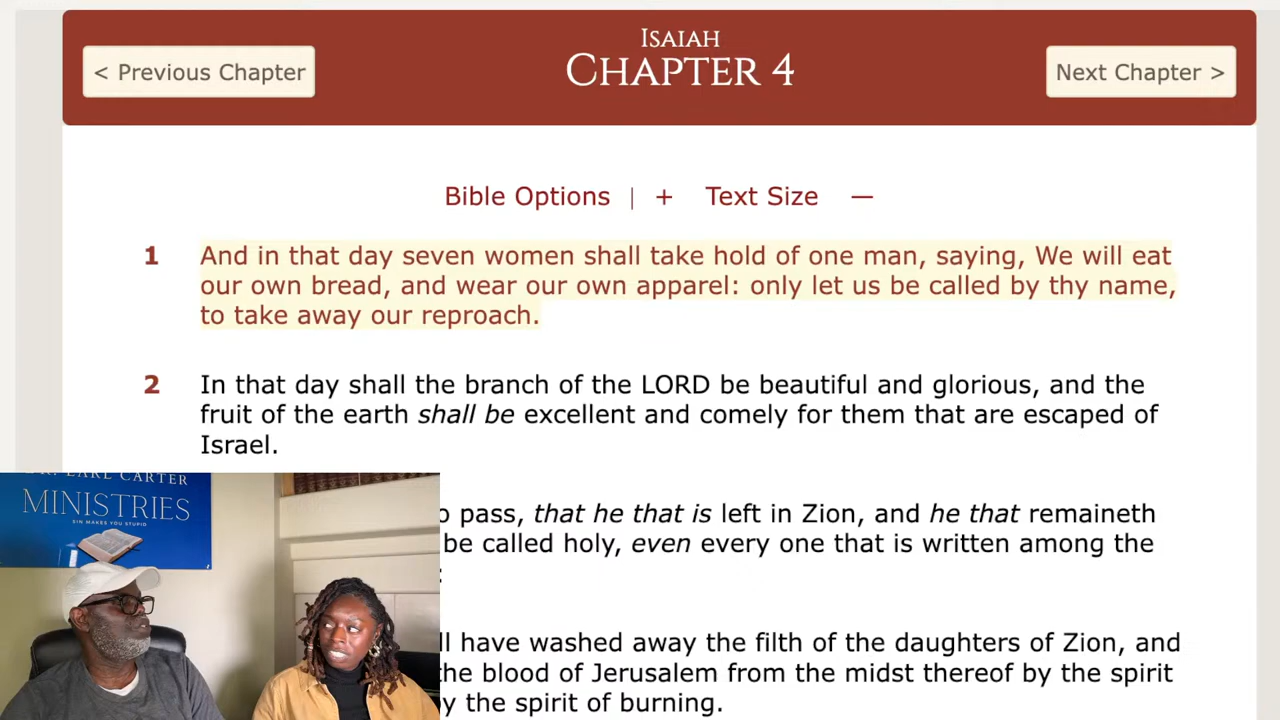 ISAIAH
CHAPTER 4
< Previous Chapter
Next Chapter >
Bible Options | + Text Size —
1 And in that day seven women shall take hold of one man, saying, We will eat
our own bread, and wear our own apparel: only let us be called by thy name,
to take away our reproach.
2 In that day shall the branch of the LORD be beautiful and glorious, and the
fruit of the earth shall be excellent and comely for them that are escaped of
Israel.
pass, that he that is left in Zion, and he that remaineth
be called holy, even every one that is written among the
have washed away the filth of the daughters of Zion, and
the blood of Jerusalem from the midst thereof by the spirit
the spirit of burning.
EARL CARTER
MINISTRIES
SIN MAKES YOU STUPID